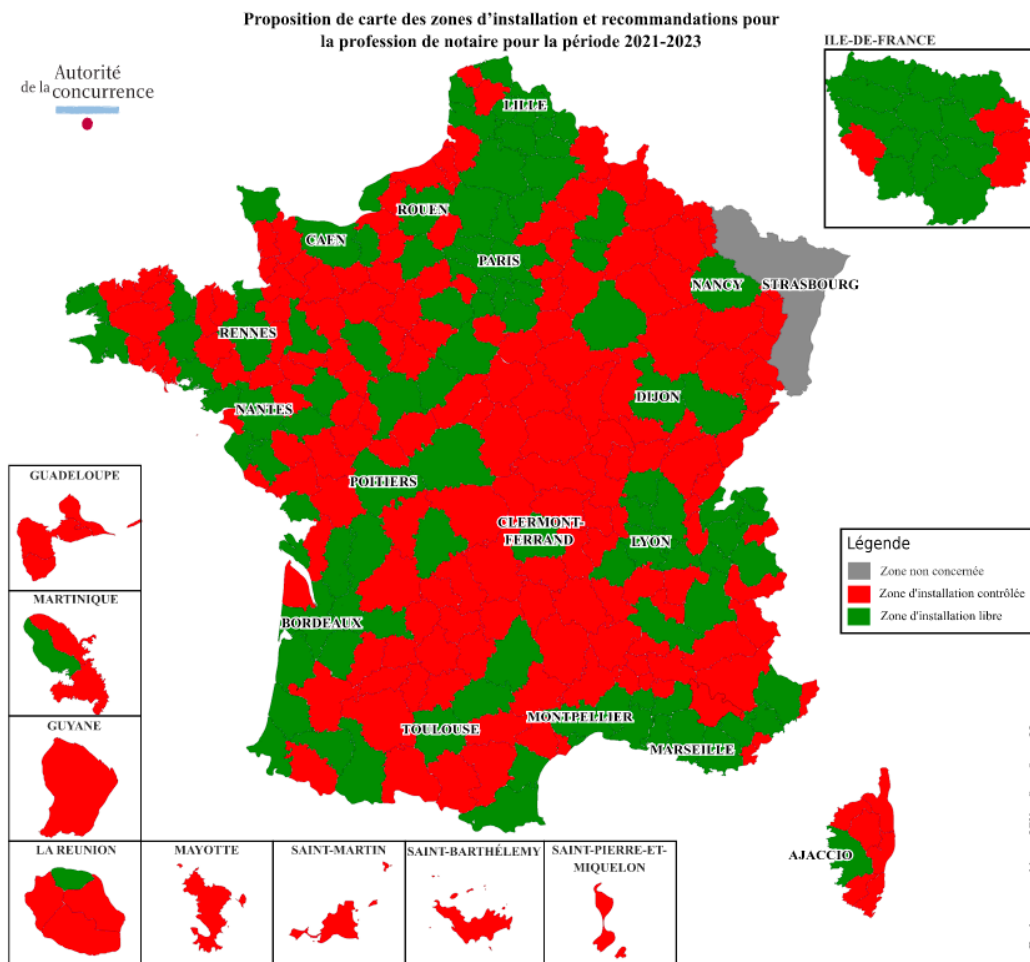 Proposition de carte des zones d'installation et recommandations pour
la profession de notaire pour la période 2021-2023
Autorité
de la concurrence
ILE-DE-FRANCE
LILLE
ROUEN
CAEN
PARIS
NANCY
STRASBOURG
RENNES
DIJON
NANTES
POITIERS
GUADELOUPE
CLERMONT-
FERRAND
LYON
Légende
Zone non concernée
Zone d'installation contrôlée
Zone d'installation libre
MARTINIQUE
BORDEAUX
MONTPELLIER
TOULOUSE
GUYANE
MARSEILLE
LA REUNION
MAYOTTE
SAINT-MARTIN
SAINT-BARTHÉLEMY
SAINT-PIERRE-ET-
MIQUELON
AJACCIO